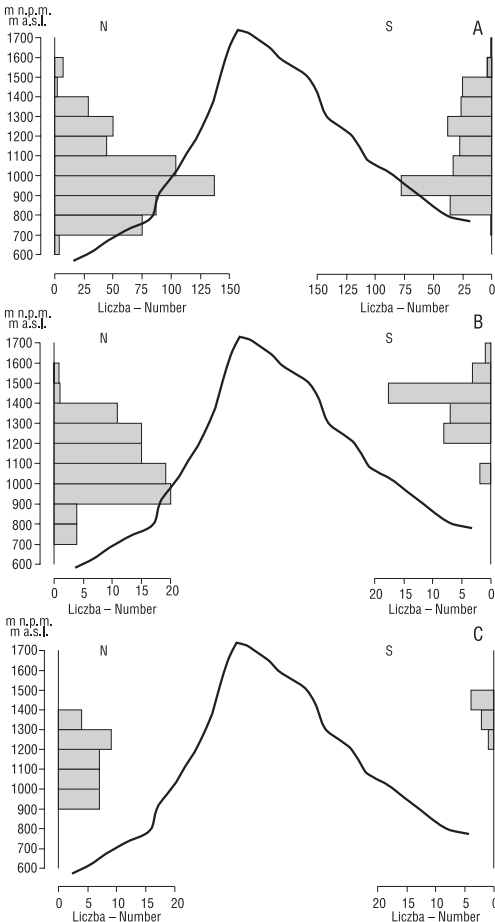 m n.p.m.
m a.s.l.
N
S
A
1700
1600
1500
1400
1300
1200
1100
1000
900
800
700
600
0 25 50 75 100 125 150
150 125 100 75 50 25 0
Liczba – Number
Liczba – Number
m n.p.m.
m a.s.l.
N
S
B
1700
1600
1500
1400
1300
1200
1100
1000
900
800
700
600
0 5 10 15 20
20 15 10 5 0
Liczba – Number
Liczba – Number
m n.p.m.
m a.s.l.
N
S
C
1700
1600
1500
1400
1300
1200
1100
1000
900
800
700
600
0 5 10 15 20
20 15 10 5 0
Liczba – Number
Liczba – Number